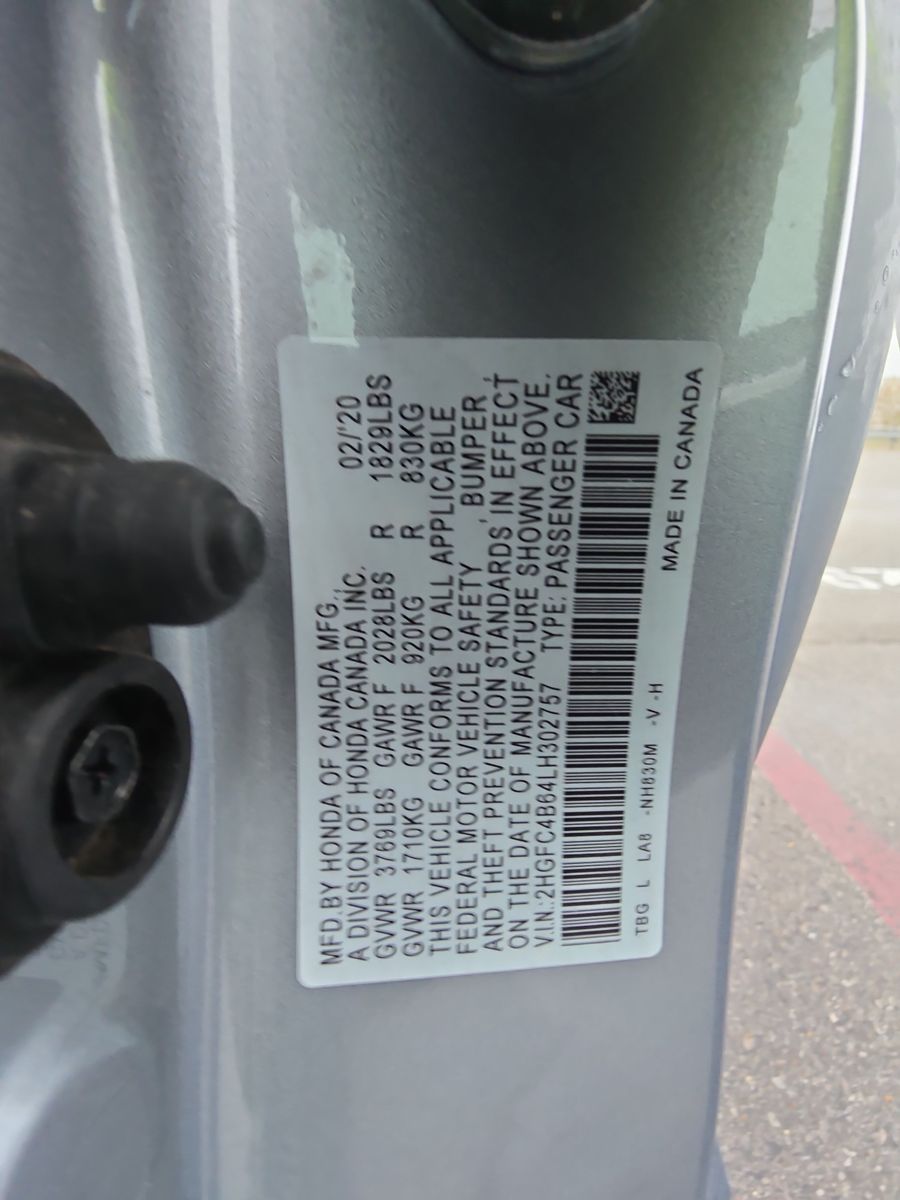 MFD.BY HONDA OF CANADA MFG., 02/'20
A DIVISION OF HONDA CANADA INC.
GVWR 3769LBS GAWR F 2028LBS R 1829LBS
GVWR 1710KG GAWR F 920KG R 830KG
THIS VEHICLE CONFORMS TO ALL APPLICABLE
FEDERAL MOTOR VEHICLE SAFETY , BUMPER ,
AND THEFT PREVENTION STANDARDS IN EFFECT
ON THE DATE OF MANUFACTURE SHOWN ABOVE.
V.I.N.:2HGFC4B64LH302757 TYPE: PASSENGER CAR
TBG L LA8 -NH830M -V -H
MADE IN CANADA